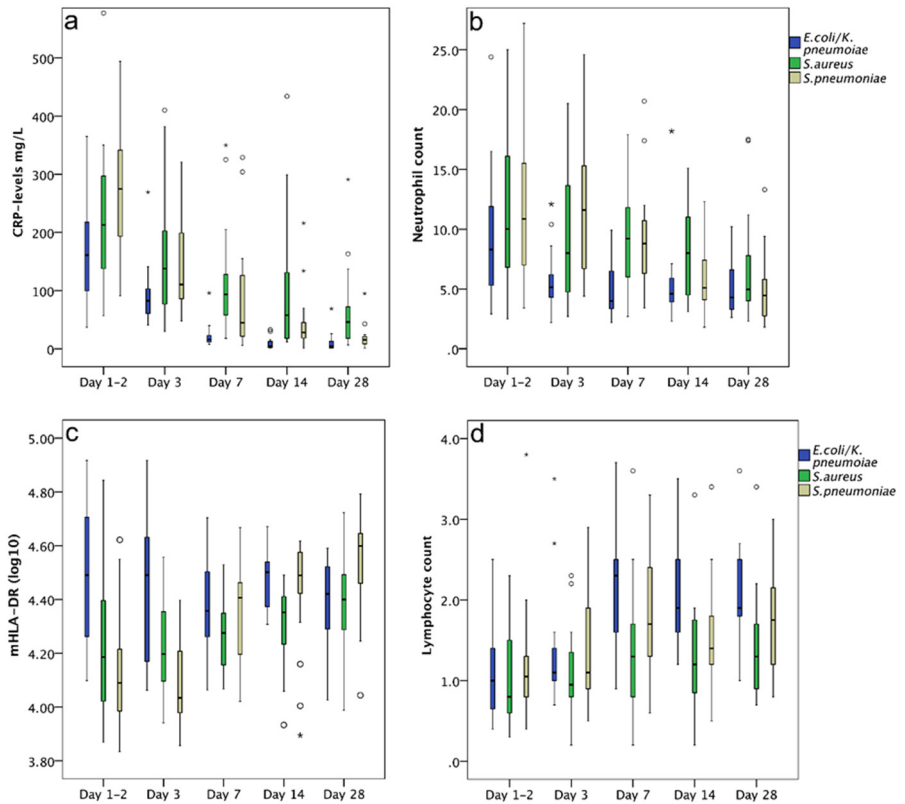 a
CRP-levels mg/L
500
400
300
200
100
0
Day 1-2 Day 3 Day 7 Day 14 Day 28
b
Neutrophil count
25.0
20.0
15.0
10.0
5.0
.0
Day 1-2 Day 3 Day 7 Day 14 Day 28
E.coli/K.
pneumoiae
S.aureus
S.pneumoniae
c
mHLA-DR (log10)
5.00
4.80
4.60
4.40
4.20
4.00
3.80
Day 1-2 Day 3 Day 7 Day 14 Day 28
d
Lymphocyte count
4.0
3.0
2.0
1.0
.0
Day 1-2 Day 3 Day 7 Day 14 Day 28
E.coli/K.
pneumoiae
S.aureus
S.pneumoniae